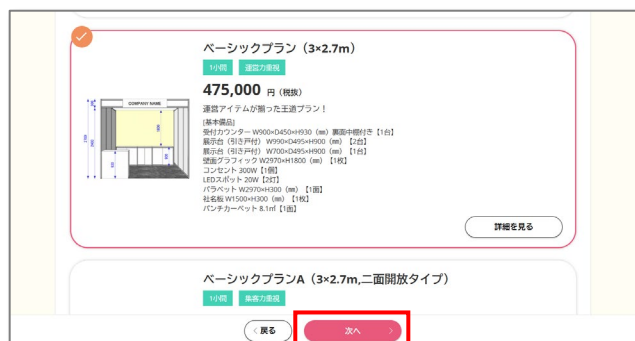 ベーシックプラン（3×2.7m）
1小間 運営力重視
475,000 円（税抜）
運営アイテムが揃った王道プラン！
[基本備品]
受付カウンター W900×D450×H930（㎜）裏面中棚付き【1台】
展示台（引き戸付） W990×D495×H900（㎜）【2台】
展示台（引き戸付） W700×D495×H900（㎜）【1台】
壁面グラフィック W2970×H1800（㎜）【1枚】
コンセント 300W【1個】
LEDスポット 20W【2灯】
パラペット W2970×H300（㎜）【1面】
社名板 W1500×H300（㎜）【1枚】
パンチカーペット 8.1㎡【1面】
COMPANY NAME
詳細を見る
ベーシックプランA（3×2.7m,二面開放タイプ）
1小間 集客力重視
戻る
次へ